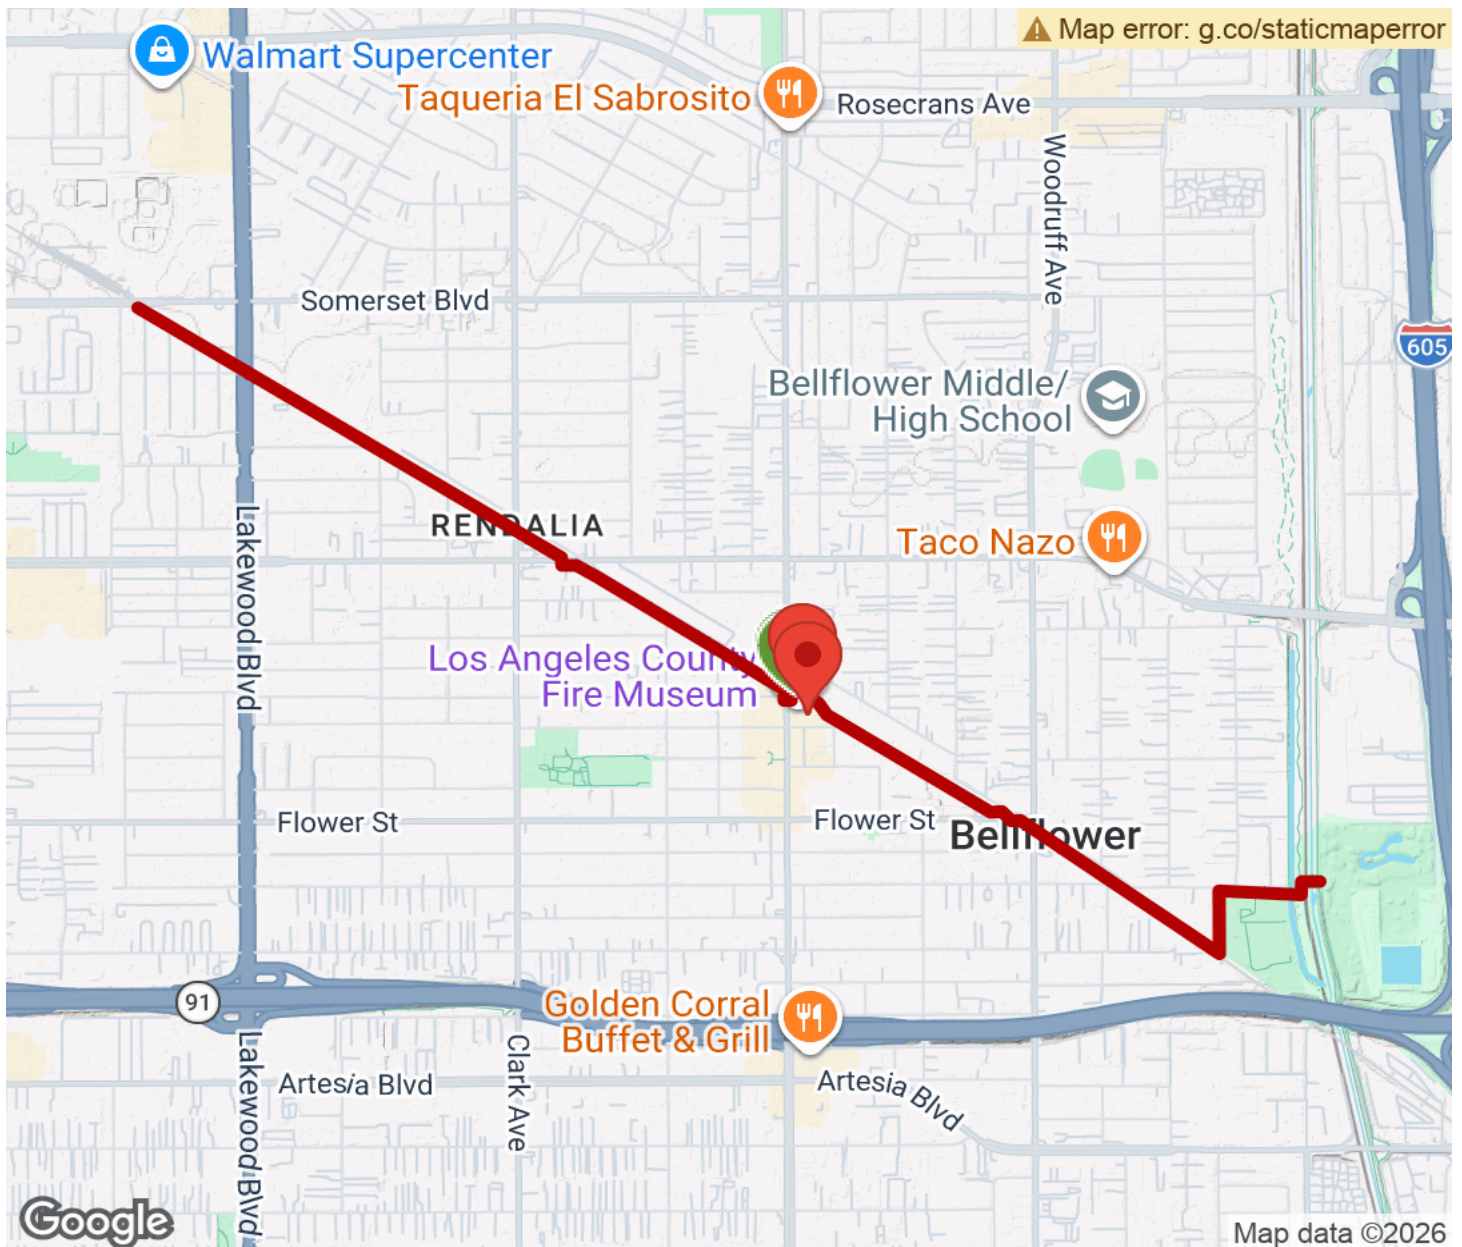 Map error: g.co/staticmaperror
Walmart Supercenter
Taqueria El Sabrosito
Rosecrans Ave
Woodruff Ave
Somerset Blvd
605
Bellflower Middle/
High School
Lakewood Blvd
RENDALIA
Taco Nazo
Los Angeles County
Fire Museum
Flower St
Flower St
Bellflower
91
Golden Corral
Buffet & Grill
Lakewood Blvd
Clark Ave
Artesia Blvd
Artesia Blvd
Google
Map data ©2026